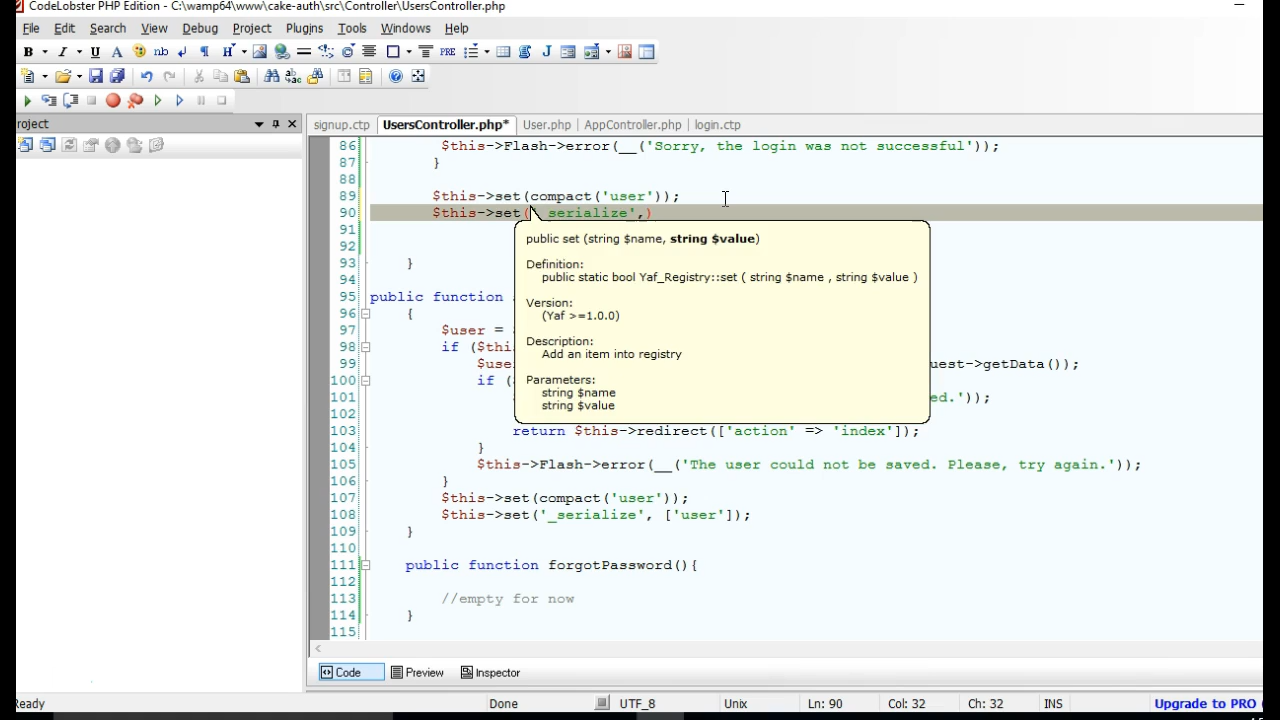 CodeLobster PHP Edition - C:\wamp64\www\cake-auth\src\Controller\UsersController.php
File Edit Search View Debug Project Plugins Tools Windows Help
B I U A nb H PRE J
roject
signup.ctp UsersController.php* User.php AppController.php login.ctp
86 $this->Flash->error(__('Sorry, the login was not successful'));
87 }
88
89 $this->set(compact('user'));
90 $this->set( serialize',)
91
92
93 }
94
95 public function
96 {
97 $user =
98 if ($thi
99 $use uest->getData());
100 if (
101 ed.'));
102
103 return $this->redirect(['action' => 'index']);
104 }
105 $this->Flash->error(__('The user could not be saved. Please, try again.'));
106 }
107 $this->set(compact('user'));
108 $this->set('_serialize', ['user']);
109 }
110
111 public function forgotPassword(){
112
113 //empty for now
114 }
115
public set (string $name, string $value)
Definition:
public static bool Yaf_Registry::set ( string $name , string $value )
Version:
(Yaf >=1.0.0)
Description:
Add an item into registry
Parameters:
string $name
string $value
Code Preview Inspector
Ready Done UTF_8 Unix Ln: 90 Col: 32 Ch: 32 INS Upgrade to PRO